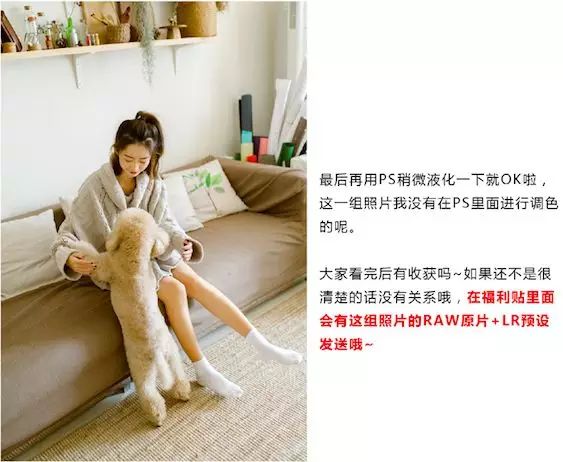 最后再用PS稍微液化一下就OK啦，
这一组照片我没有在PS里面进行调色
的呢。
大家看完后有收获吗~如果还不是很
清楚的话没有关系哦，在福利贴里面
会有这组照片的RAW原片+LR预设
发送哦~